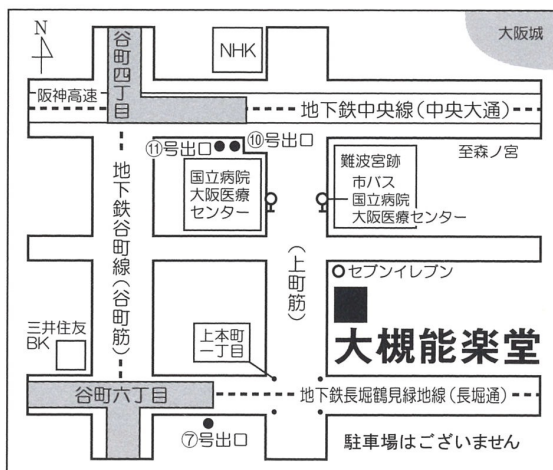 N
NHK
大阪城
谷町四丁目
阪神高速
地下鉄中央線(中央大通)
⑪号出口
⑩号出口
至森ノ宮
国立病院
大阪医療
センター
難波宮跡
市バス
国立病院
大阪医療センター
地下鉄谷町線(谷町筋)
(上町筋)
セブンイレブン
三井住友
BK
上本町
一丁目
大槻能楽堂
谷町六丁目
地下鉄長堀鶴見緑地線(長堀通)
⑦号出口
駐車場はございません